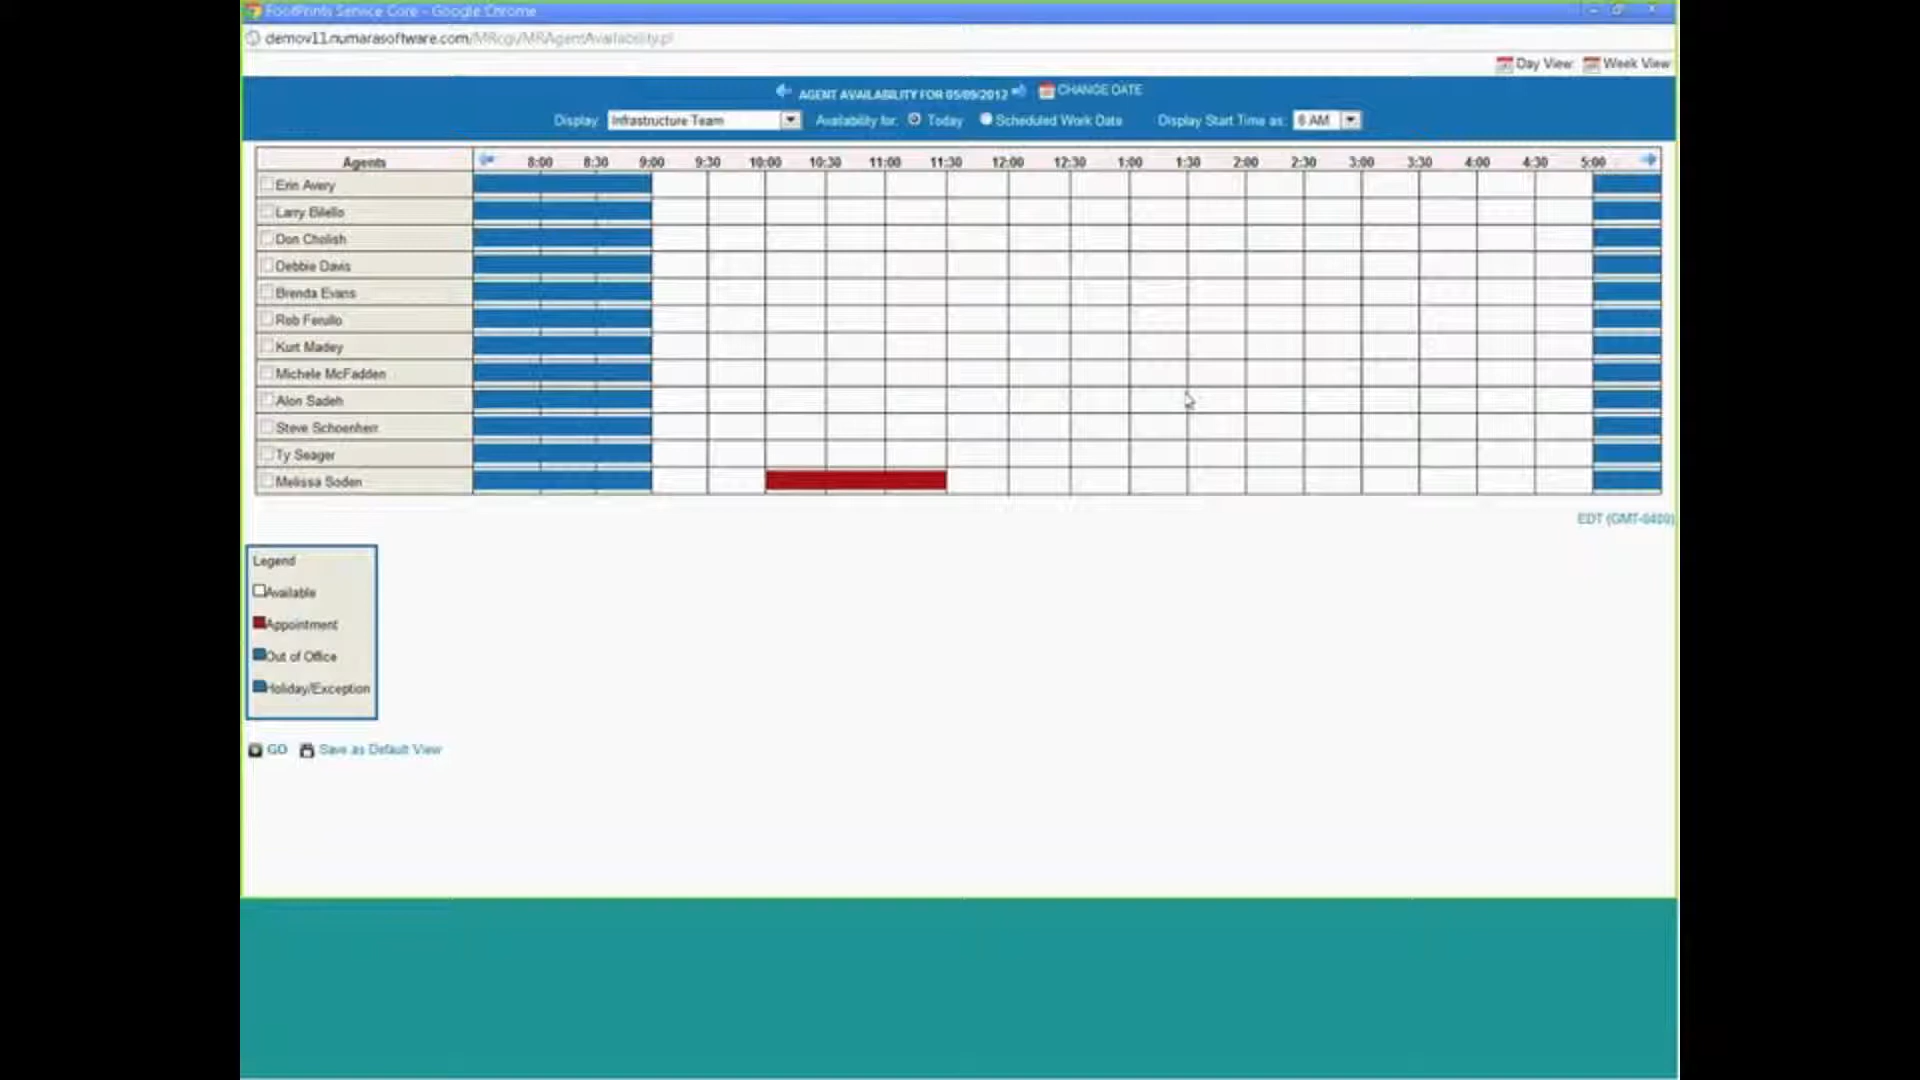 FootPrints Service Core - Google Chrome
demov11.numarasoftware.com/MRcgi/MRAgentAvailability.pl
Day View Week View
AGENT AVAILABILITY FOR 05/09/2012 CHANGE DATE
Display: Infrastructure Team Availability for: Today Scheduled Work Date Display Start Time as: 8 AM
Agents 8:00 8:30 9:00 9:30 10:00 10:30 11:00 11:30 12:00 12:30 1:00 1:30 2:00 2:30 3:00 3:30 4:00 4:30 5:00
Erin Avery
Larry Bilello
Don Cholish
Debbie Davis
Brenda Evans
Rob Ferullo
Kurt Madey
Michele McFadden
Alon Sadeh
Steve Schoenherr
Ty Seager
Melissa Soden
EDT (GMT-0400)
Legend
Available
Appointment
Out of Office
Holiday/Exception
GO Save as Default View